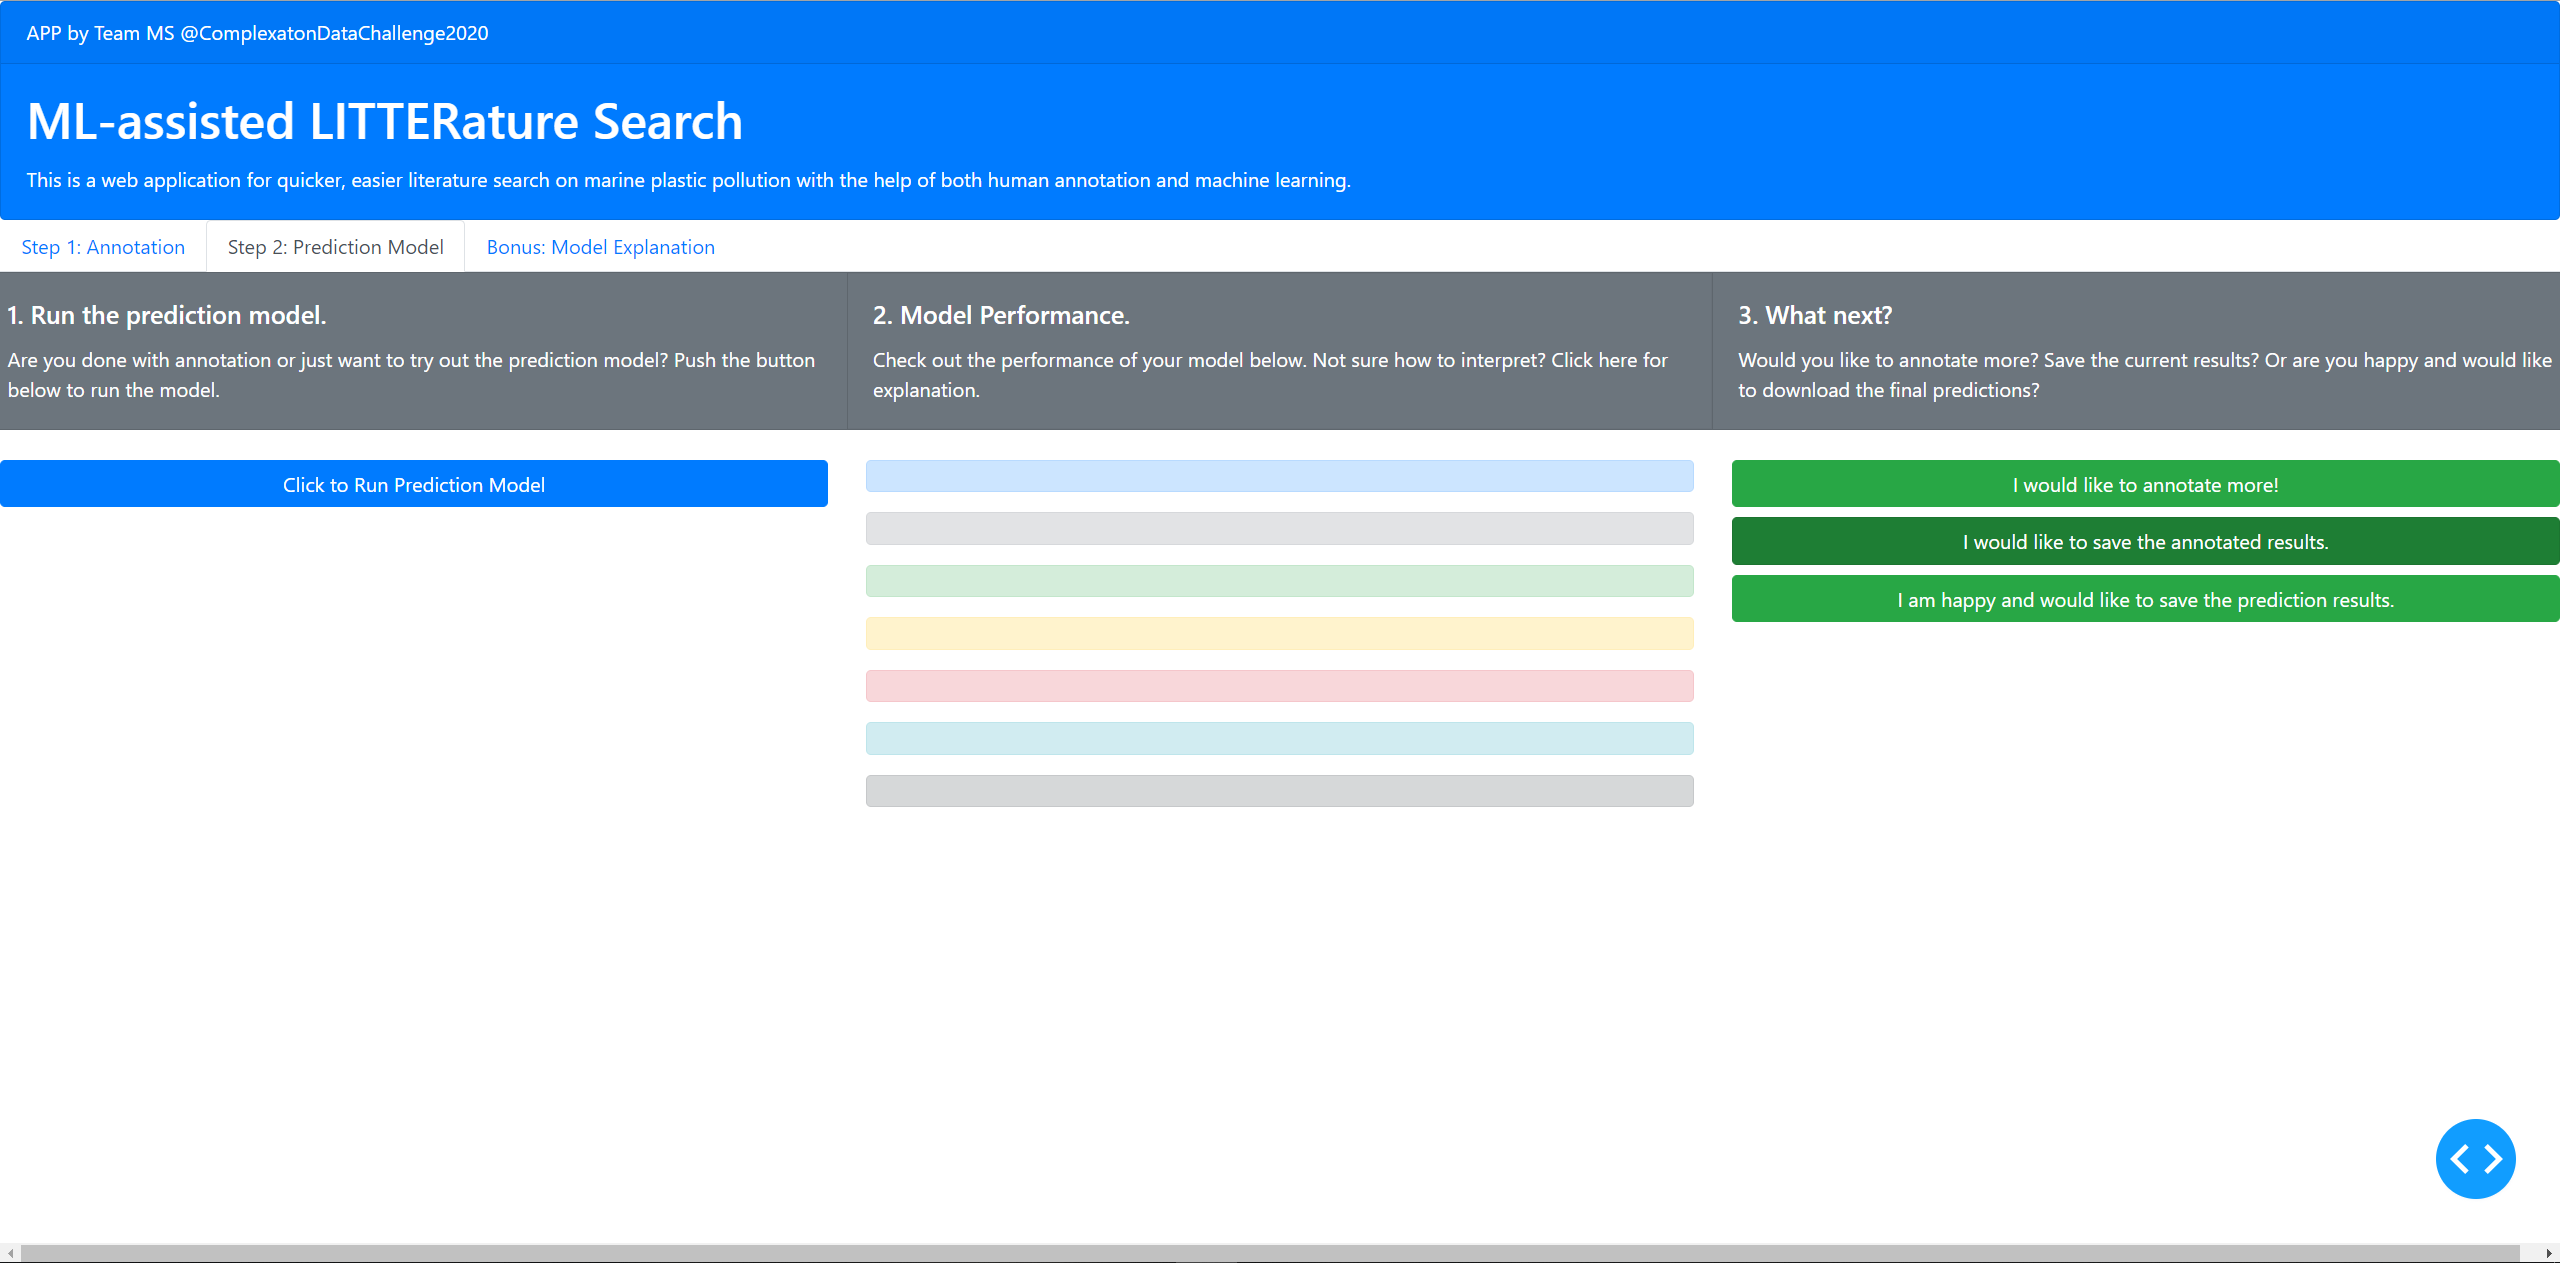 APP by Team MS @ComplexatonDataChallenge2020
ML-assisted LITTERature Search
This is a web application for quicker, easier literature search on marine plastic pollution with the help of both human annotation and machine learning.
Step 1: Annotation
Step 2: Prediction Model
Bonus: Model Explanation
1. Run the prediction model.
Are you done with annotation or just want to try out the prediction model? Push the button
below to run the model.
2. Model Performance.
Check out the performance of your model below. Not sure how to interpret? Click here for
explanation.
3. What next?
Would you like to annotate more? Save the current results? Or are you happy and would like
to download the final predictions?
Click to Run Prediction Model
I would like to annotate more!
I would like to save the annotated results.
I am happy and would like to save the prediction results.